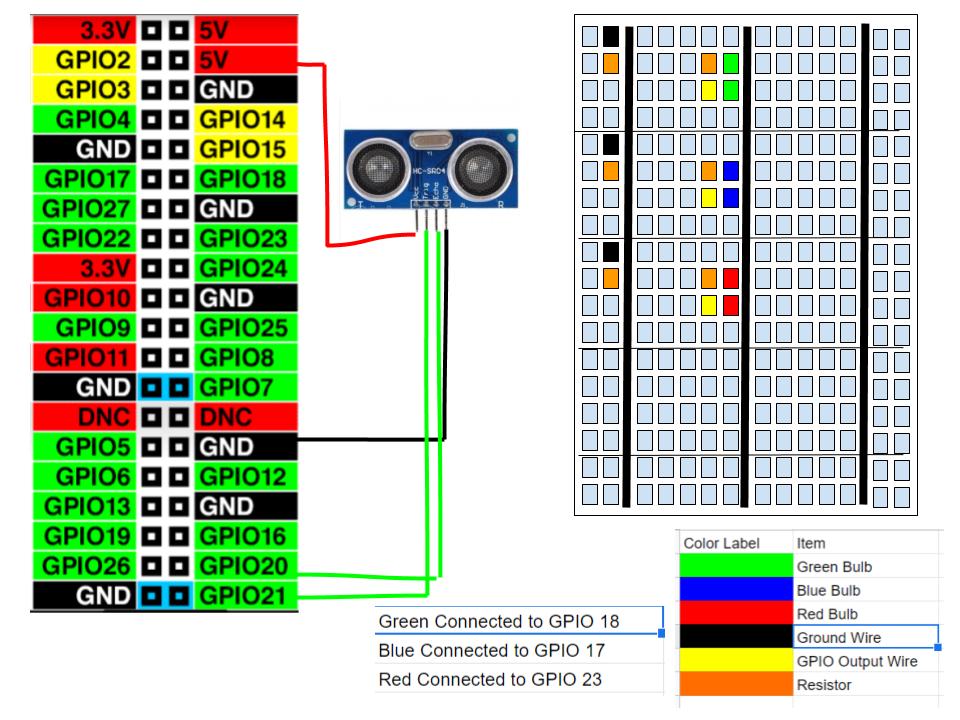 3.3V 5V
GPIO2 5V
GPIO3 GND
GPIO4 GPIO14
GND GPIO15
GPIO17 GPIO18
GPIO27 GND
GPIO22 GPIO23
3.3V GPIO24
GPIO10 GND
GPIO9 GPIO25
GPIO11 GPIO8
GND GPIO7
DNC DNC
GPIO5 GND
GPIO6 GPIO12
GPIO13 GND
GPIO19 GPIO16
GPIO26 GPIO20
GND GPIO21
Y1
HC-SR04
Vcc
Trig
Echo
GND
T R
Green Connected to GPIO 18
Blue Connected to GPIO 17
Red Connected to GPIO 23
Color Label Item
Green Bulb
Blue Bulb
Red Bulb
Ground Wire
GPIO Output Wire
Resistor